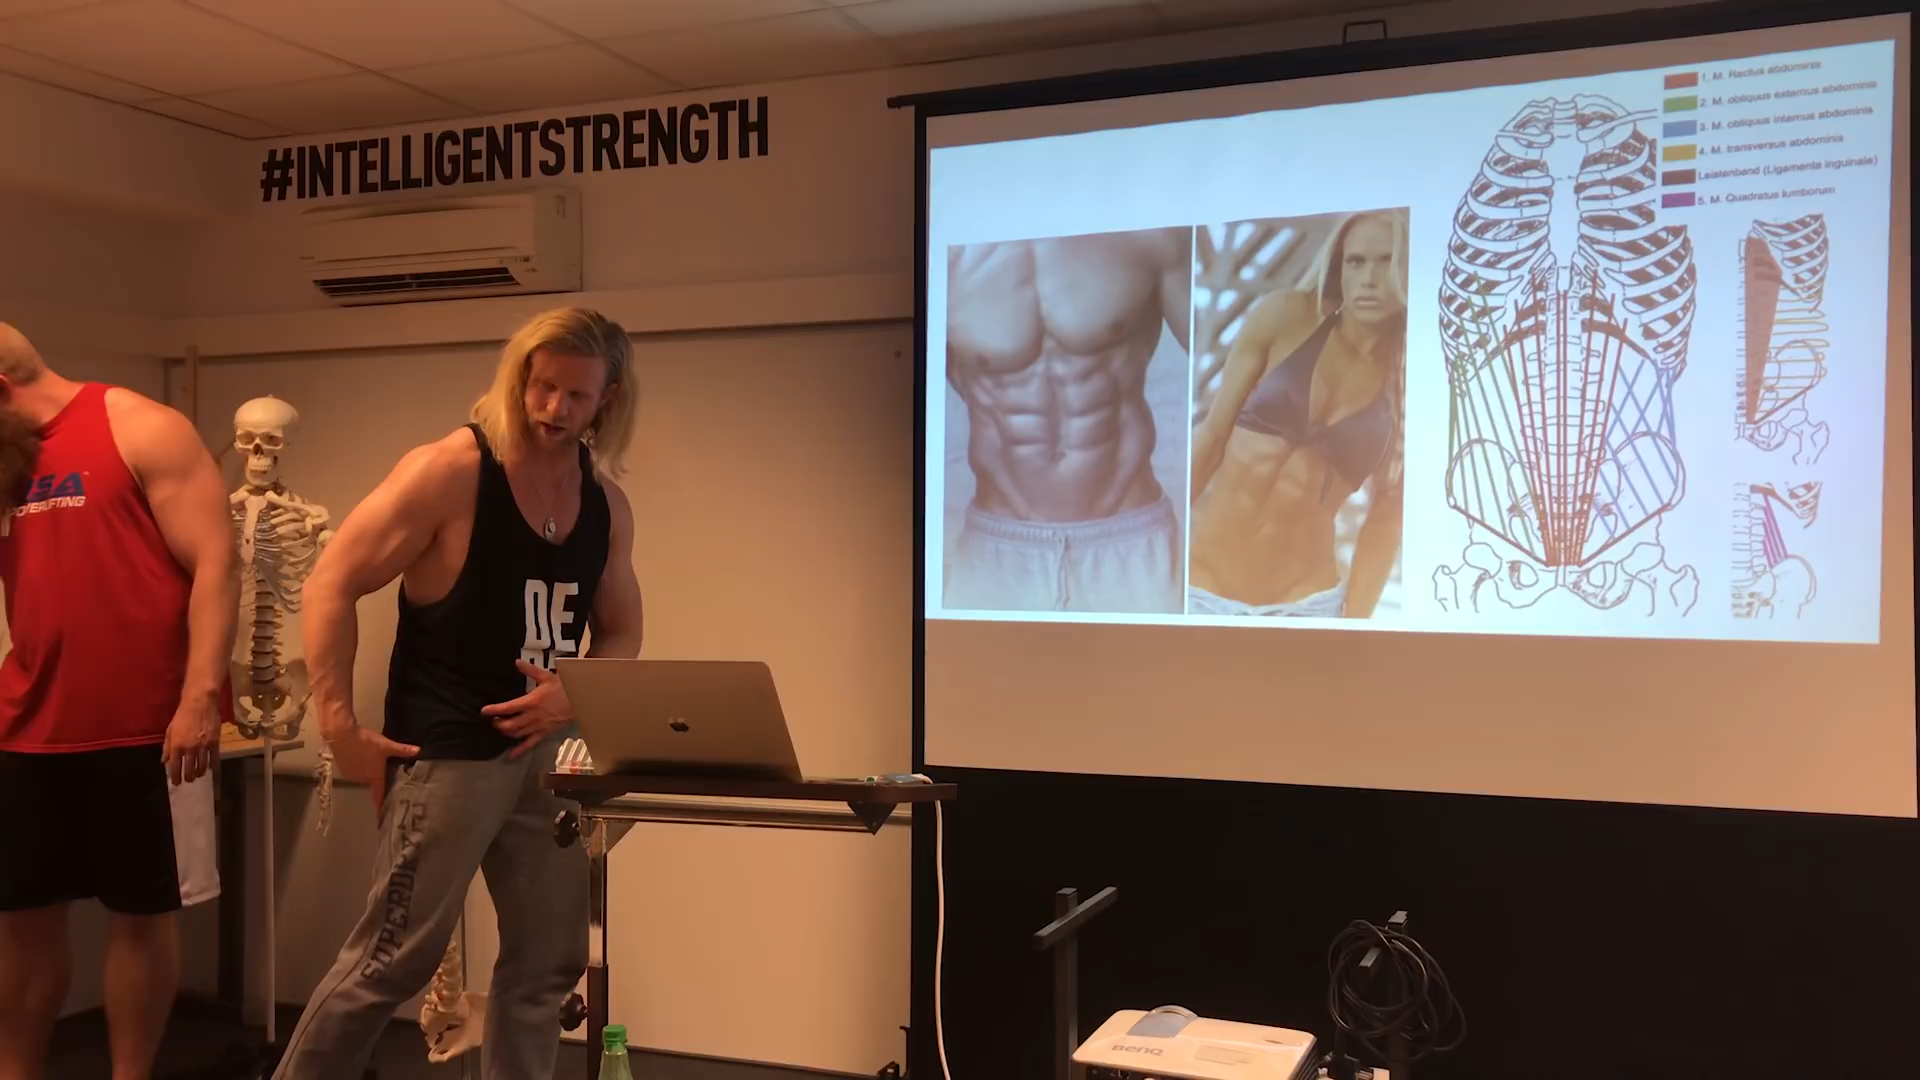 #INTELLIGENTSTRENGTH
1. M. Rectus abdominis
2. M. obliquus externus abdominis
3. M. obliquus internus abdominis
4. M. transversus abdominis
Leistenband (Ligamenta inguinale)
5. M. Quadratus lumborum
DE
SUPERDRY
BENQ